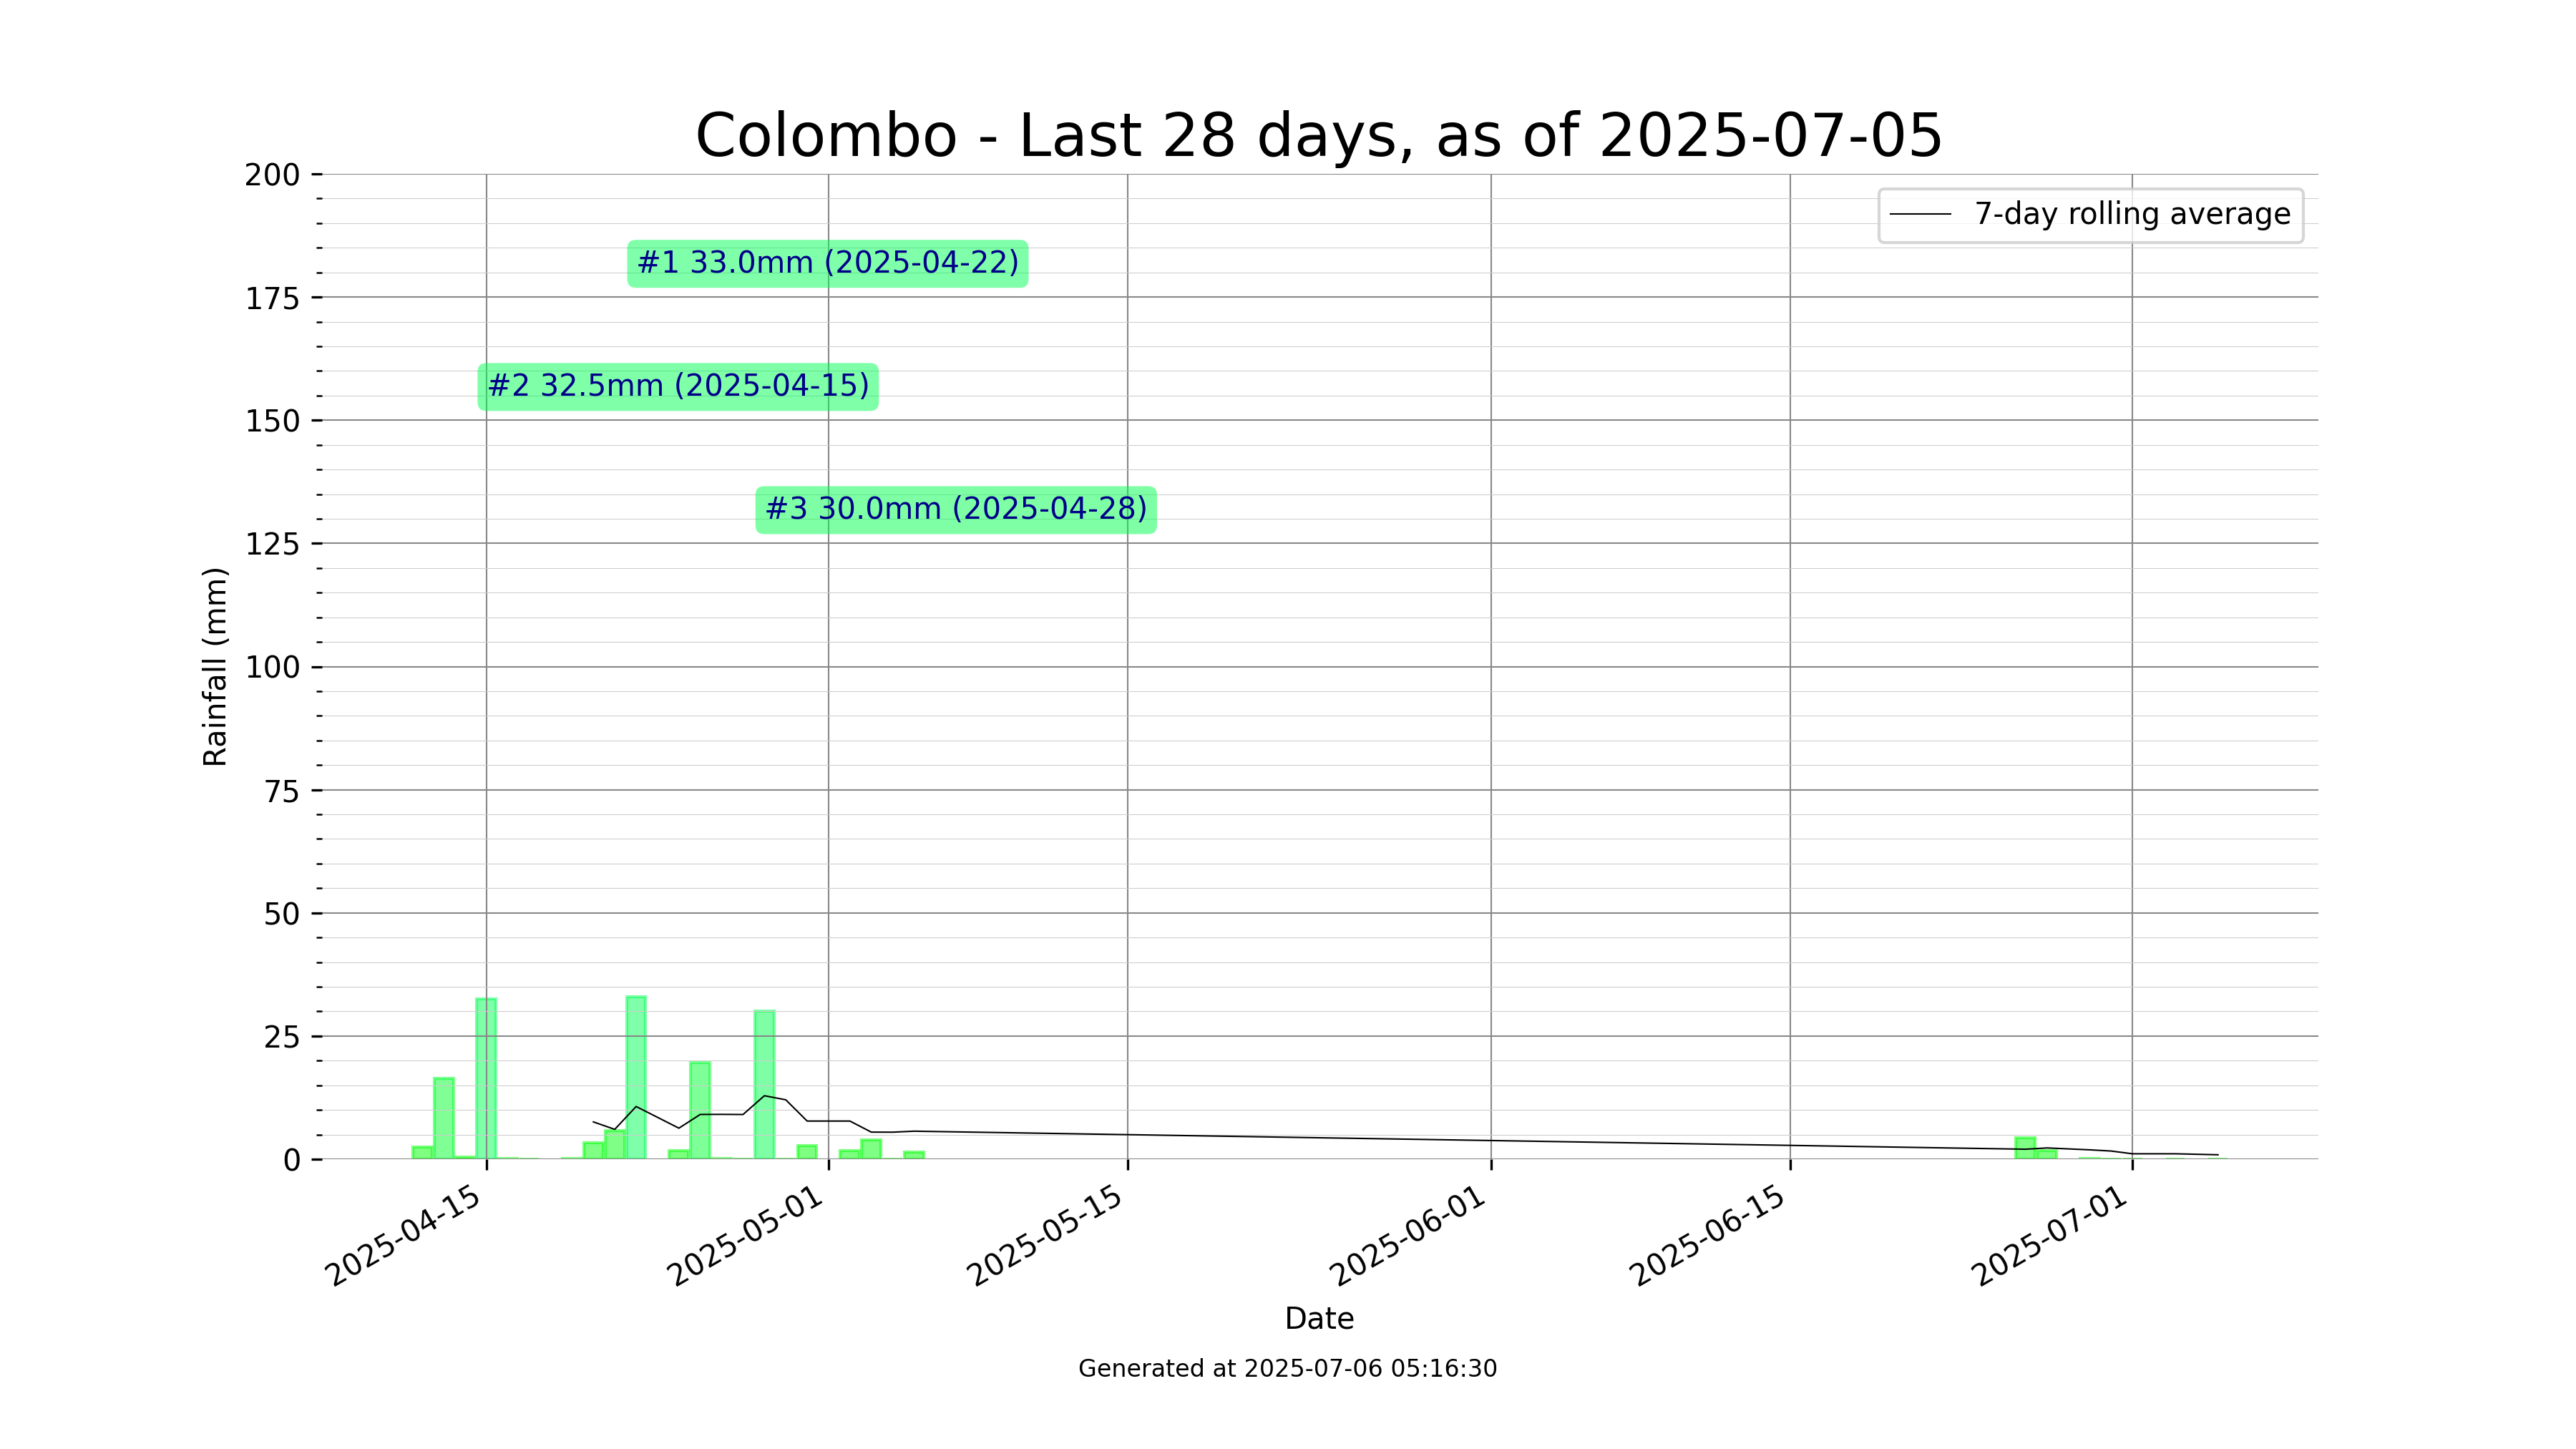 Colombo - Last 28 days, as of 2025-07-05
200
175
150
125
100
75
50
25
0
Rainfall (mm)
7-day rolling average
#1 33.0mm (2025-04-22)
#2 32.5mm (2025-04-15)
#3 30.0mm (2025-04-28)
2025-04-15
2025-05-01
2025-05-15
2025-06-01
2025-06-15
2025-07-01
Date
Generated at 2025-07-06 05:16:30